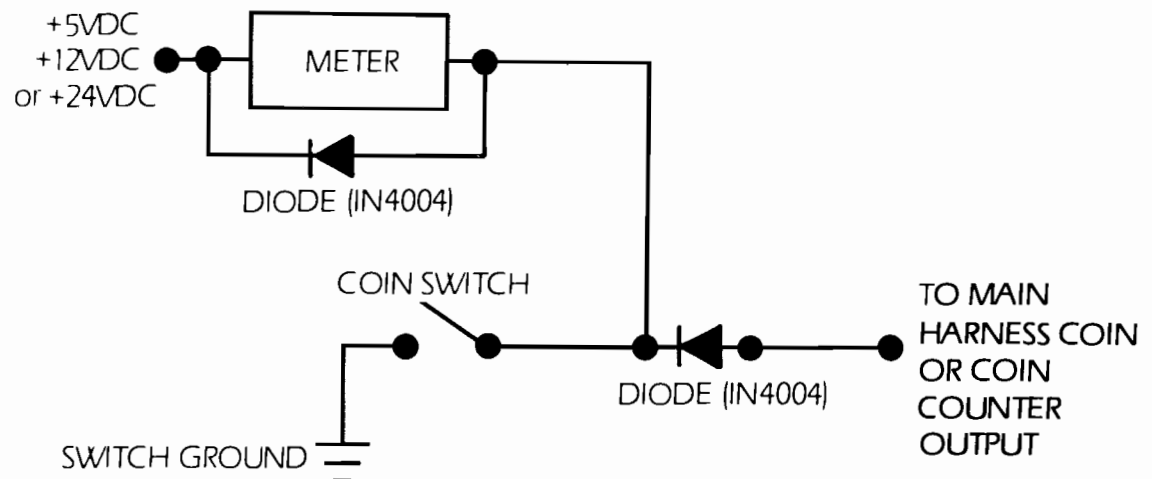 +5VDC
+12VDC
or +24VDC
METER
DIODE (IN4004)
COIN SWITCH
TO MAIN
HARNESS COIN
OR COIN
COUNTER
OUTPUT
DIODE (IN4004)
SWITCH GROUND